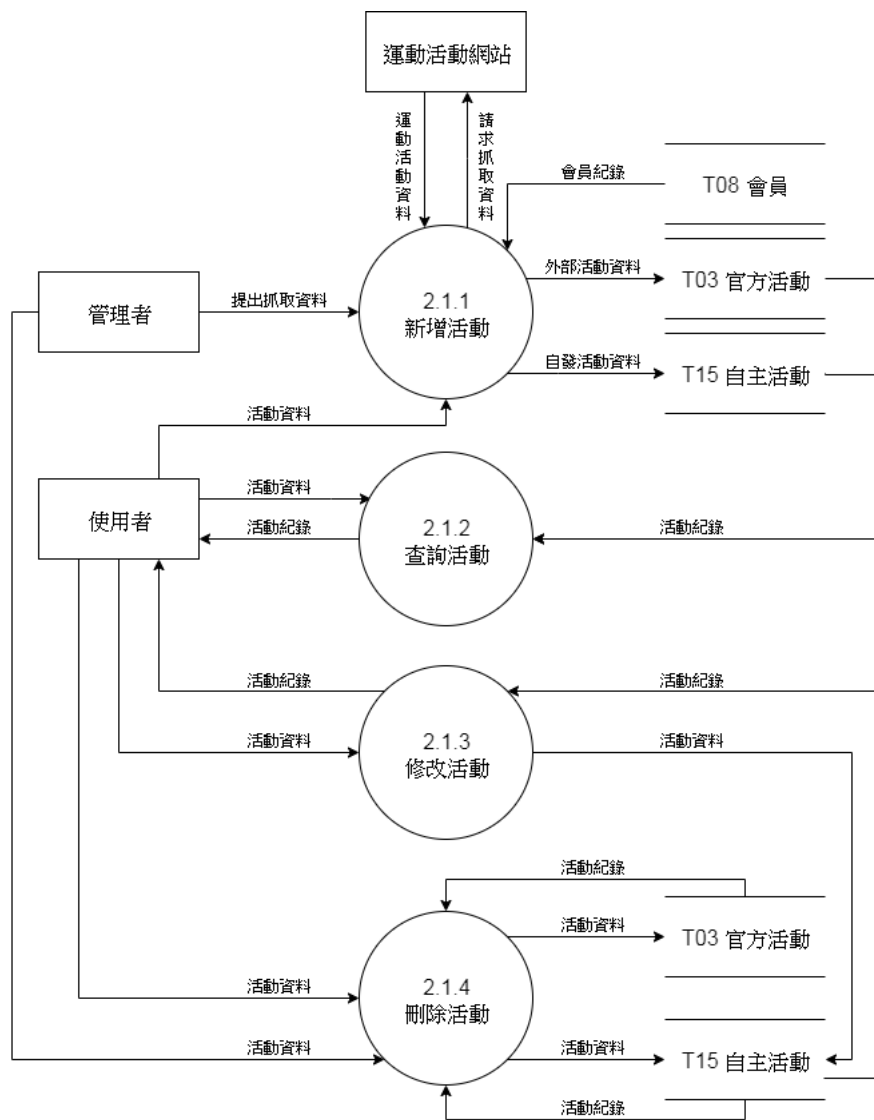 運動活動網站
運動活動資料
請求抓取資料
會員紀錄
T08 會員
2.1.1
新增活動
外部活動資料
T03 官方活動
管理者
提出抓取資料
自發活動資料
T15 自主活動
活動資料
使用者
活動資料
活動紀錄
2.1.2
查詢活動
活動紀錄
活動紀錄
活動紀錄
活動資料
2.1.3
修改活動
活動資料
活動紀錄
活動資料
T03 官方活動
活動資料
2.1.4
刪除活動
活動資料
活動資料
T15 自主活動
活動紀錄